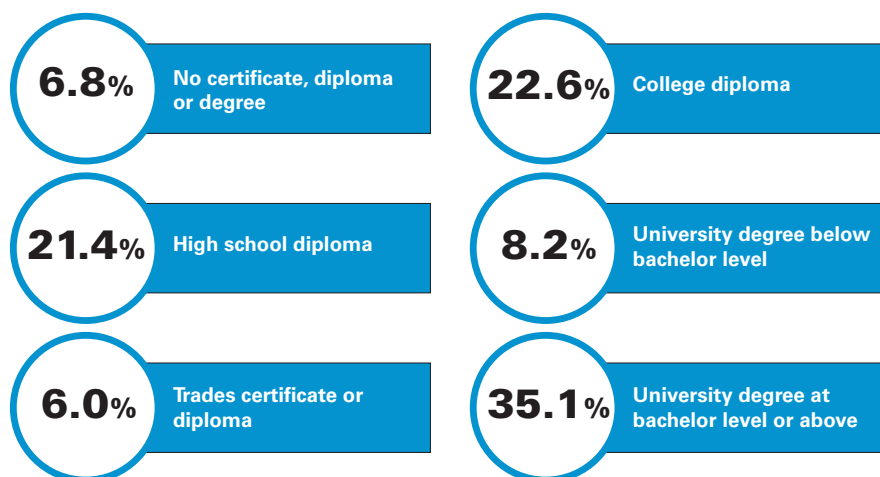 6.8%
No certificate, diploma
or degree
21.4%
High school diploma
6.0%
Trades certificate or
diploma
22.6%
College diploma
8.2%
University degree below
bachelor level
35.1%
University degree at
bachelor level or above